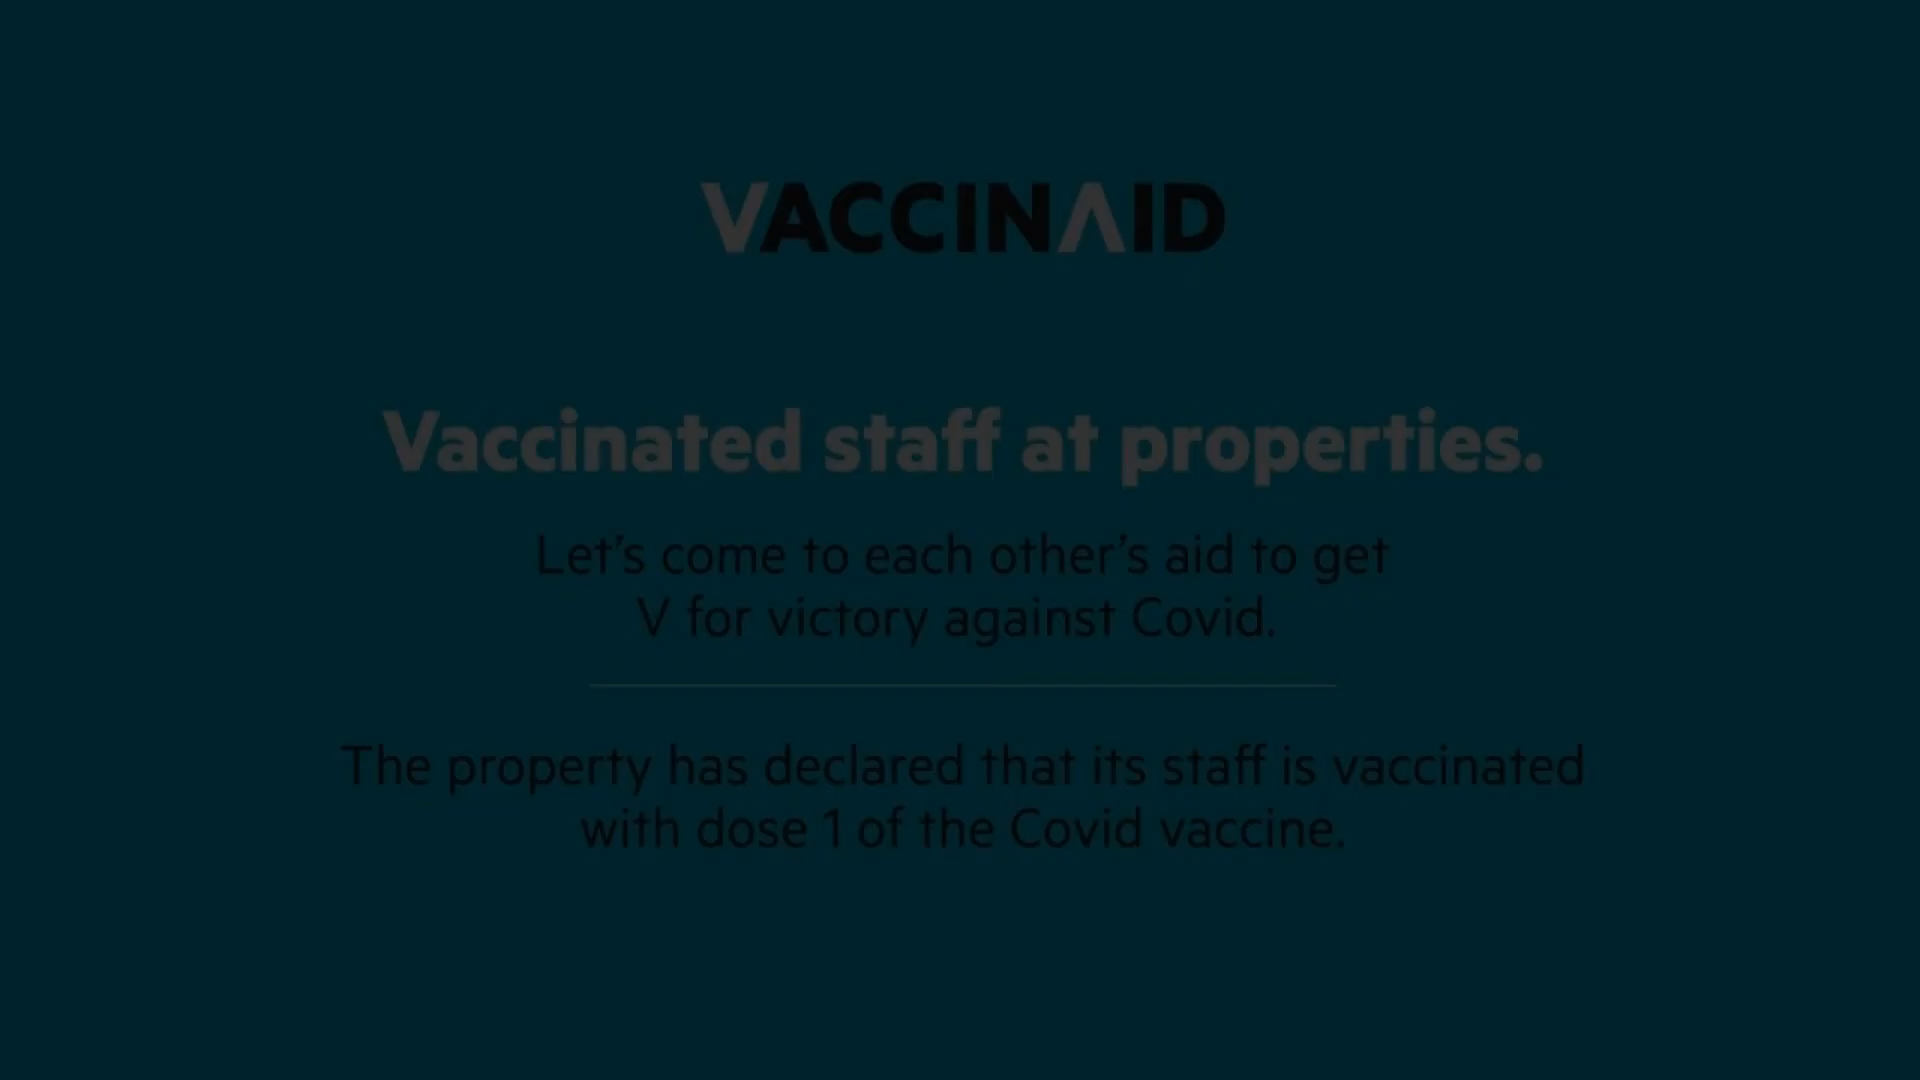 VACCINAID
Vaccinated staff at properties.
Let’s come to each other’s aid to get
V for victory against Covid.
The property has declared that its staff is vaccinated
with dose 1 of the Covid vaccine.